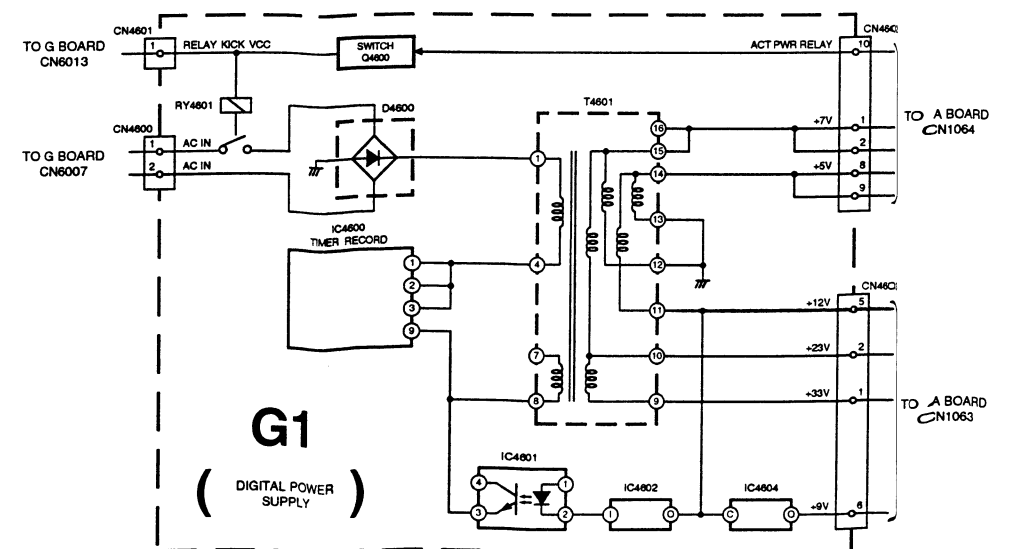 CN4601
TO G BOARD
CN6013
1
RELAY KICK VCC
SWITCH
Q4600
ACT PWR RELAY
10
RY4601
D4600
T4601
TO A BOARD
CN1064
CN4600
TO G BOARD
CN6007
1
AC IN
2
AC IN
+7V
1
2
+5V
8
9
16
15
14
13
12
11
10
9
1
4
7
8
IC4600
TIMER RECORD
1
2
3
9
+12V
5
+23V
2
+33V
1
TO A BOARD
CN1063
G1
( DIGITAL POWER
SUPPLY )
IC4601
4
3
1
2
IC4602
I
O
IC4604
C
O
+9V
6